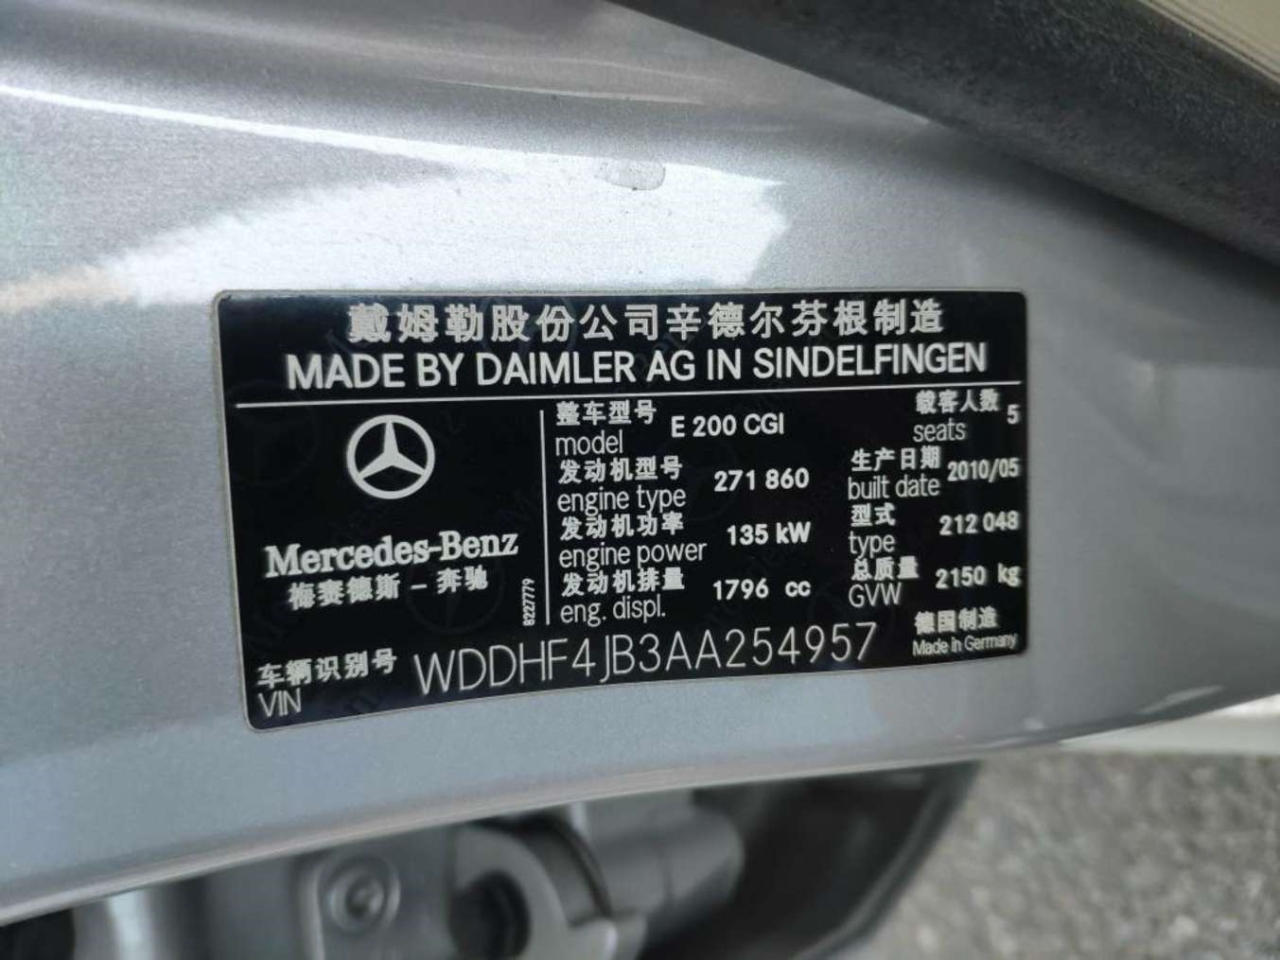 戴姆勒股份公司辛德尔芬根制造
MADE BY DAIMLER AG IN SINDELFINGEN
Mercedes-Benz
梅赛德斯 – 奔驰
8227779
整车型号 E 200 CGI 载客人数 5
model seats
发动机型号 271 860 生产日期 2010/05
engine type built date
发动机功率 135 kW 型式 212 048
engine power type
发动机排量 1796 cc 总质量 2150 kg
eng. displ. GVW
车辆识别号 WDDHF4JB3AA254957 德国制造
VIN Made in Germany